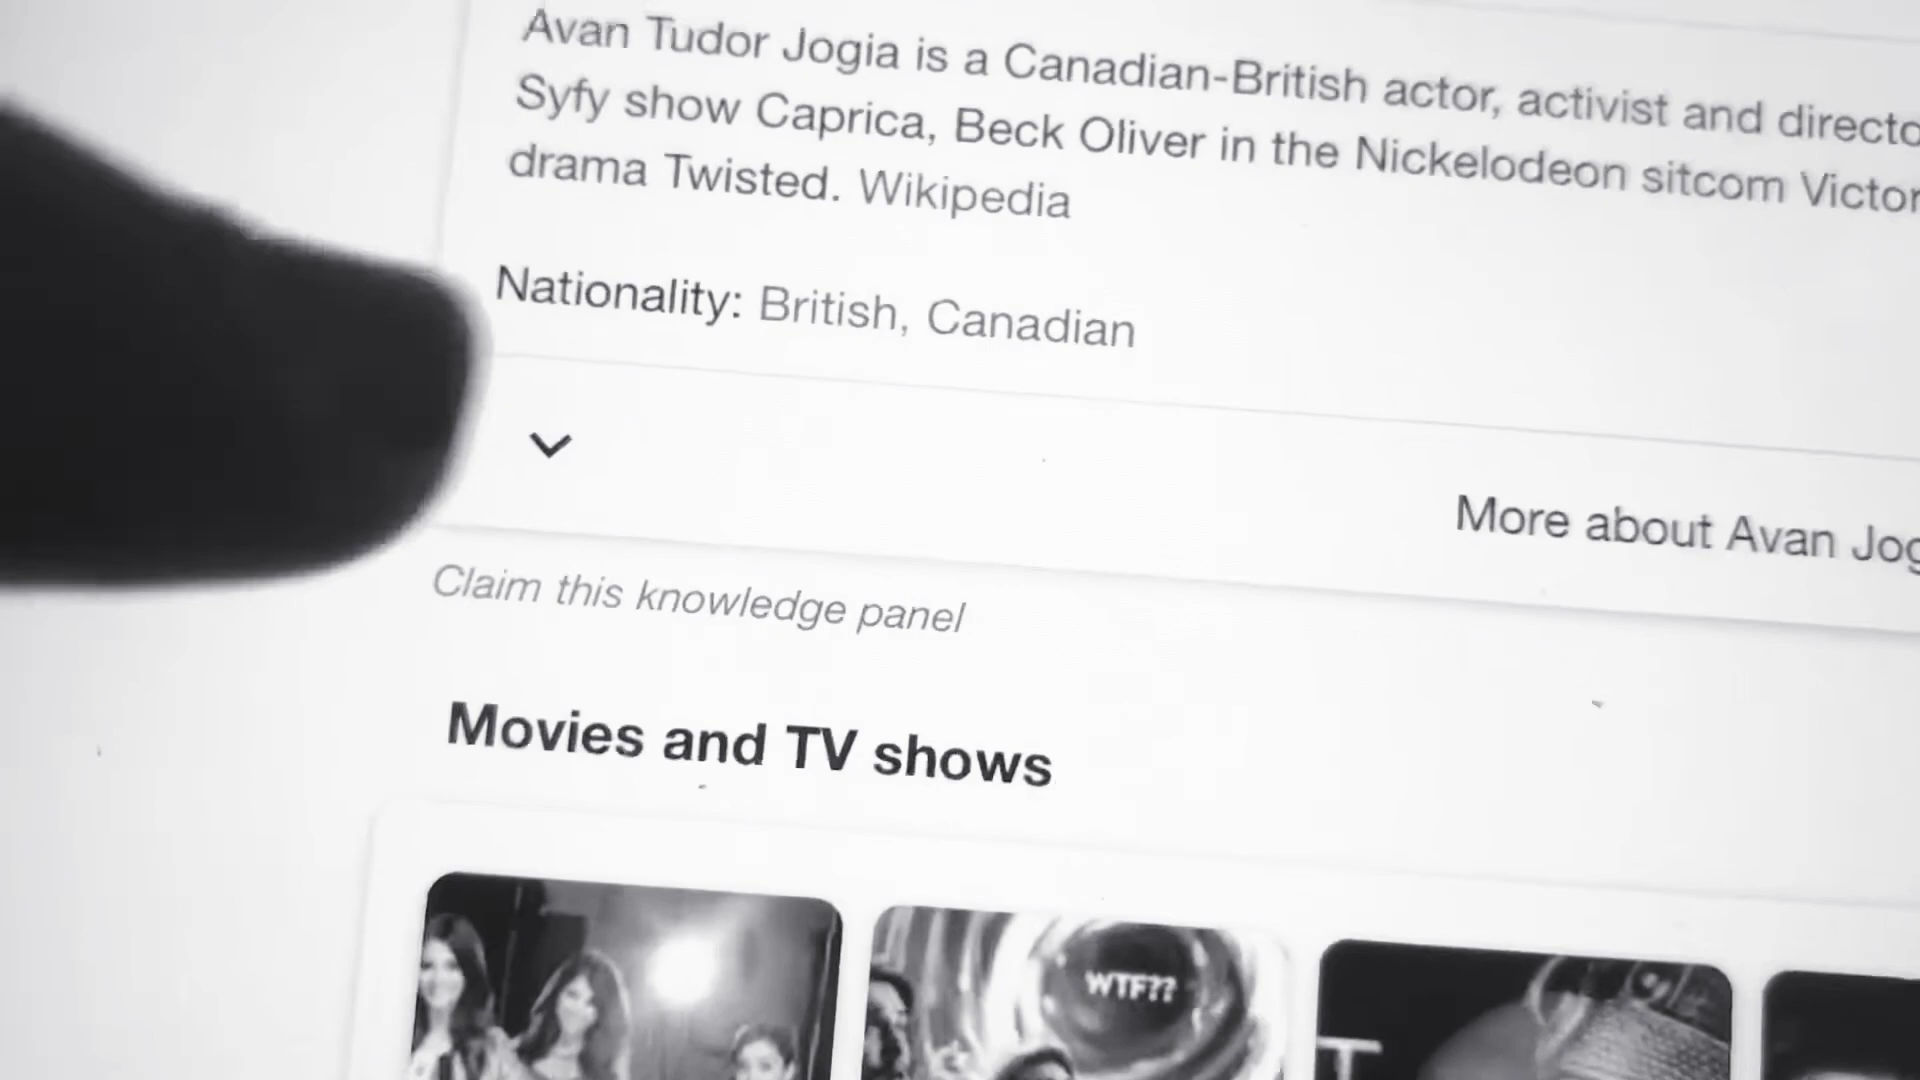 Avan Tudor Jogia is a Canadian-British actor, activist and directo
Syfy show Caprica, Beck Oliver in the Nickelodeon sitcom Victor
drama Twisted. Wikipedia
Nationality: British, Canadian
More about Avan Jog
Claim this knowledge panel
Movies and TV shows
WTF??
T